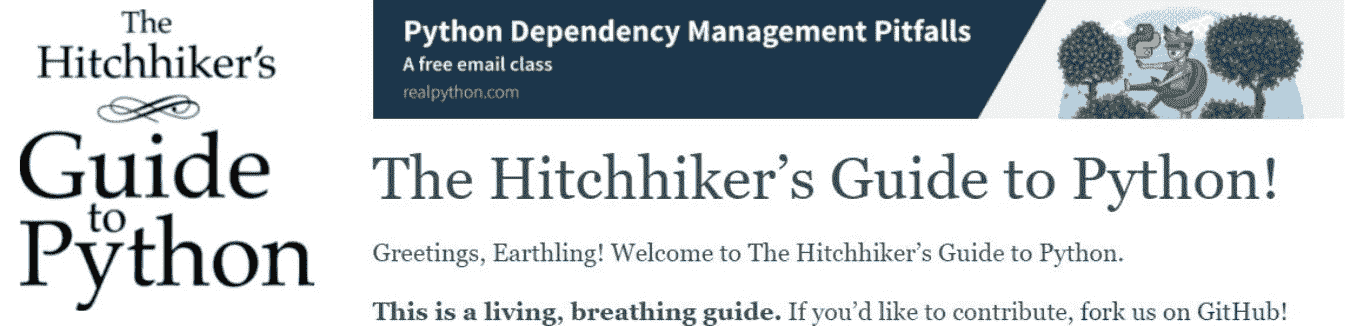 The
Hitchhiker's
Guide
to
Python
Python Dependency Management Pitfalls
A free email class
realpython.com
The Hitchhiker’s Guide to Python!
Greetings, Earthling! Welcome to The Hitchhiker’s Guide to Python.
This is a living, breathing guide. If you’d like to contribute, fork us on GitHub!